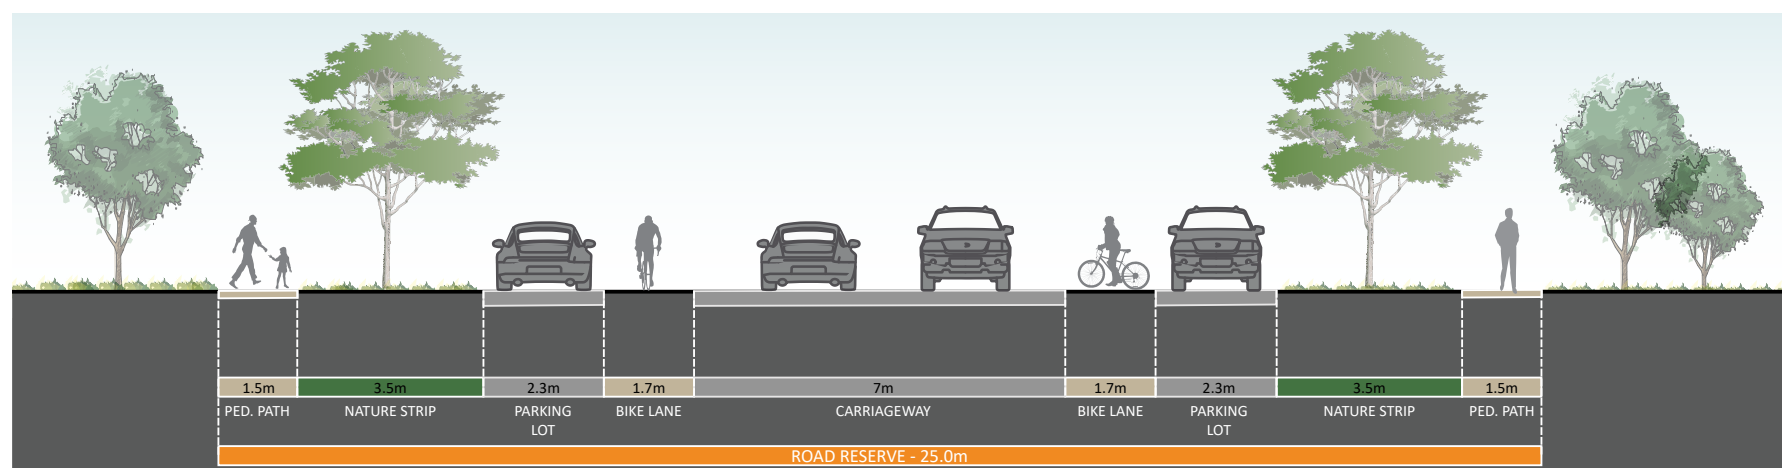 1.5m 3.5m 2.3m 1.7m 7m 1.7m 2.3m 3.5m 1.5m
PED. PATH NATURE STRIP PARKING BIKE LANE CARRIAGEWAY BIKE LANE PARKING NATURE STRIP PED. PATH
LOT LOT
ROAD RESERVE - 25.0m